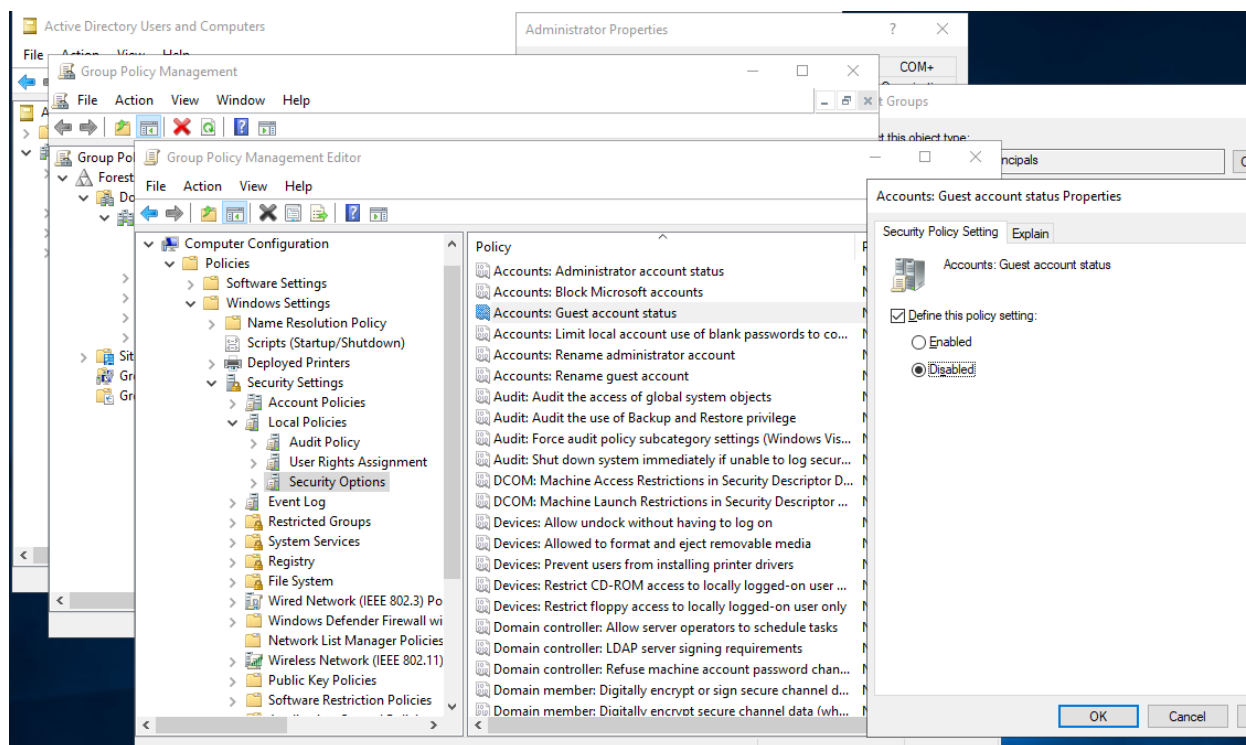 Active Directory Users and Computers
File Action View Help
Administrator Properties
COM+
Group Policy Management
File Action View Window Help
t Groups
t this object type:
ncipals
Group Pol
Forest
Do
Sit
Gr
Gr
Group Policy Management Editor
File Action View Help
Computer Configuration
Policies
Software Settings
Windows Settings
Name Resolution Policy
Scripts (Startup/Shutdown)
Deployed Printers
Security Settings
Account Policies
Local Policies
Audit Policy
User Rights Assignment
Security Options
Event Log
Restricted Groups
System Services
Registry
File System
Wired Network (IEEE 802.3) Po
Windows Defender Firewall wi
Network List Manager Policies
Wireless Network (IEEE 802.11)
Public Key Policies
Software Restriction Policies
Policy
Accounts: Administrator account status
Accounts: Block Microsoft accounts
Accounts: Guest account status
Accounts: Limit local account use of blank passwords to co...
Accounts: Rename administrator account
Accounts: Rename guest account
Audit: Audit the access of global system objects
Audit: Audit the use of Backup and Restore privilege
Audit: Force audit policy subcategory settings (Windows Vis...
Audit: Shut down system immediately if unable to log secur...
DCOM: Machine Access Restrictions in Security Descriptor D...
DCOM: Machine Launch Restrictions in Security Descriptor ...
Devices: Allow undock without having to log on
Devices: Allowed to format and eject removable media
Devices: Prevent users from installing printer drivers
Devices: Restrict CD-ROM access to locally logged-on user ...
Devices: Restrict floppy access to locally logged-on user only
Domain controller: Allow server operators to schedule tasks
Domain controller: LDAP server signing requirements
Domain controller: Refuse machine account password chan...
Domain member: Digitally encrypt or sign secure channel d...
Domain member: Digitally encrypt secure channel data (wh...
Accounts: Guest account status Properties
Security Policy Setting Explain
Accounts: Guest account status
Define this policy setting:
Enabled
Disabled
OK Cancel